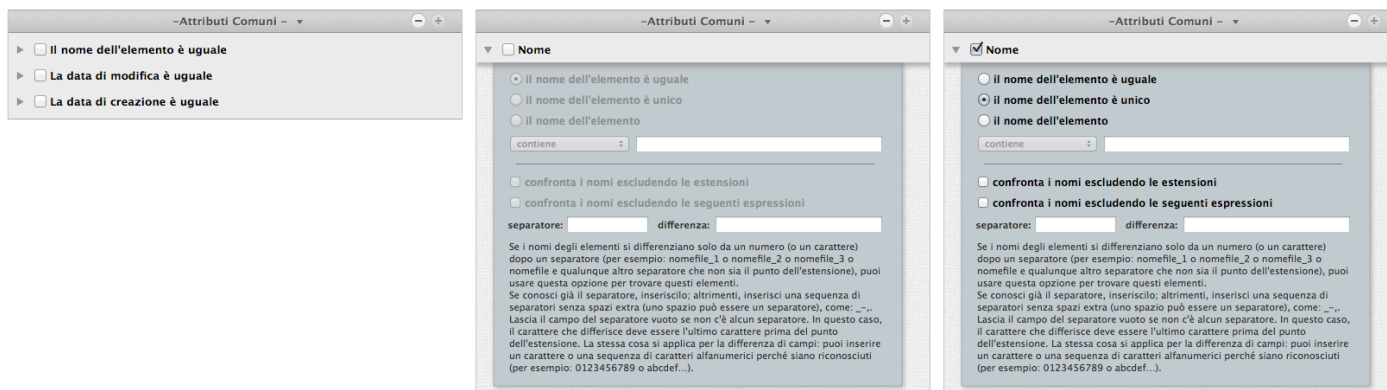 –Attributi Comuni –
Il nome dell'elemento è uguale
La data di modifica è uguale
La data di creazione è uguale
–Attributi Comuni –
Nome
il nome dell'elemento è uguale
il nome dell'elemento è unico
il nome dell'elemento
contiene
confronta i nomi escludendo le estensioni
confronta i nomi escludendo le seguenti espressioni
separatore: differenza:
Se i nomi degli elementi si differenziano solo da un numero (o un carattere)
dopo un separatore (per esempio: nomefile_1 o nomefile_2 o nomefile_3 o
nomefile e qualunque altro separatore che non sia il punto dell'estensione), puoi
usare questa opzione per trovare questi elementi.
Se conosci già il separatore, inseriscilo; altrimenti, inserisci una sequenza di
separatori senza spazi extra (uno spazio può essere un separatore), come: _-,.
Lascia il campo del separatore vuoto se non c'è alcun separatore. In questo caso,
il carattere che differisce deve essere l'ultimo carattere prima del punto
dell'estensione. La stessa cosa si applica per la differenza di campi: puoi inserire
un carattere o una sequenza di caratteri alfanumerici perché siano riconosciuti
(per esempio: 0123456789 o abcdef...).
–Attributi Comuni –
Nome
il nome dell'elemento è uguale
il nome dell'elemento è unico
il nome dell'elemento
contiene
confronta i nomi escludendo le estensioni
confronta i nomi escludendo le seguenti espressioni
separatore: differenza:
Se i nomi degli elementi si differenziano solo da un numero (o un carattere)
dopo un separatore (per esempio: nomefile_1 o nomefile_2 o nomefile_3 o
nomefile e qualunque altro separatore che non sia il punto dell'estensione), puoi
usare questa opzione per trovare questi elementi.
Se conosci già il separatore, inseriscilo; altrimenti, inserisci una sequenza di
separatori senza spazi extra (uno spazio può essere un separatore), come: _-,.
Lascia il campo del separatore vuoto se non c'è alcun separatore. In questo caso,
il carattere che differisce deve essere l'ultimo carattere prima del punto
dell'estensione. La stessa cosa si applica per la differenza di campi: puoi inserire
un carattere o una sequenza di caratteri alfanumerici perché siano riconosciuti
(per esempio: 0123456789 o abcdef...).